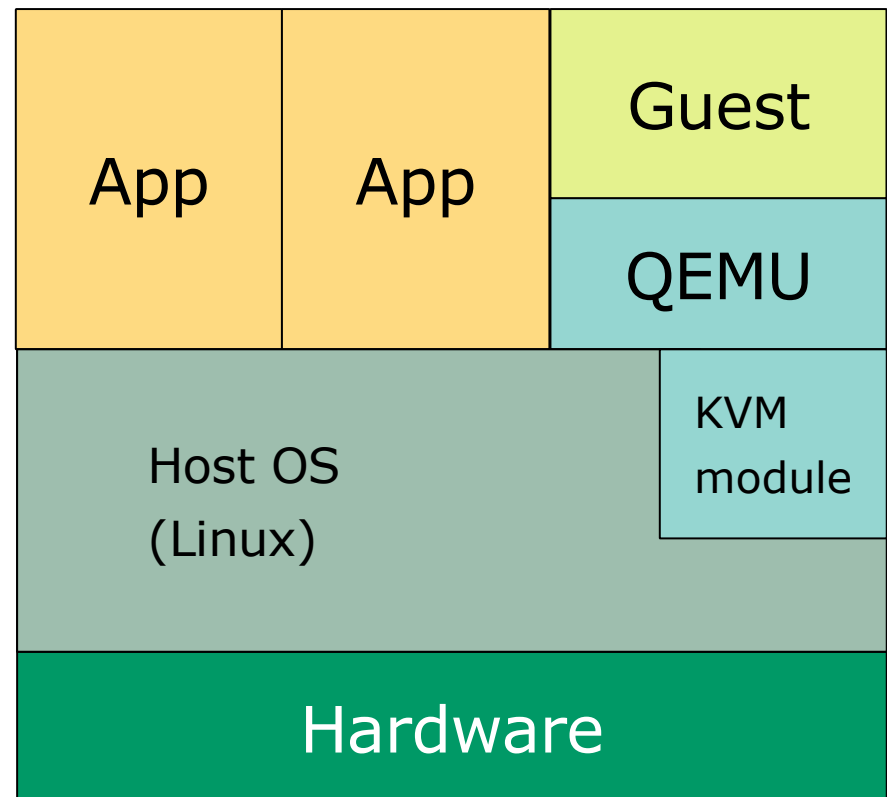 App
App
Guest
QEMU
Host OS
(Linux)
KVM
module
Hardware